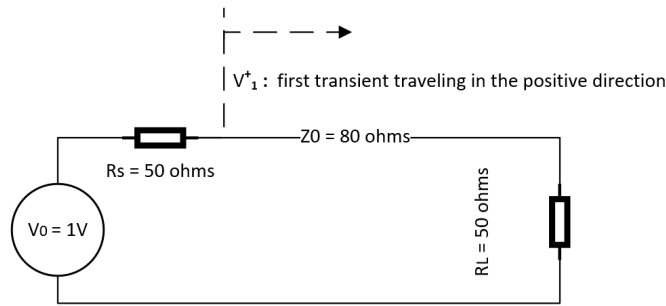 V⁺₁ : first transient traveling in the positive direction
Z0 = 80 ohms
Rs = 50 ohms
V0 = 1V
RL = 50 ohms